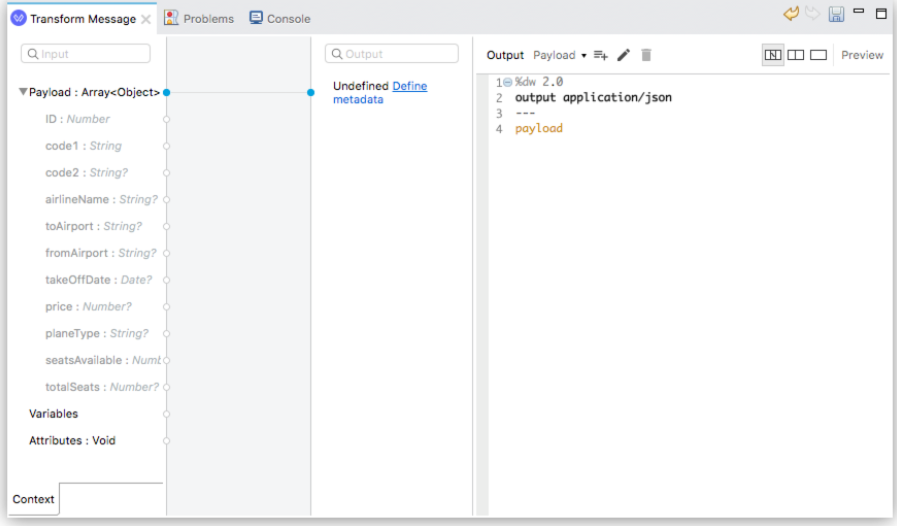 Transform Message
Problems
Console
Input
Payload : Array<Object>
ID : Number
code1 : String
code2 : String?
airlineName : String?
toAirport : String?
fromAirport : String?
takeOffDate : Date?
price : Number?
planeType : String?
seatsAvailable : Numb
totalSeats : Number?
Variables
Attributes : Void
Context
Output
Undefined Define
metadata
Output Payload
Preview
1 %dw 2.0
2 output application/json
3 ---
4 payload